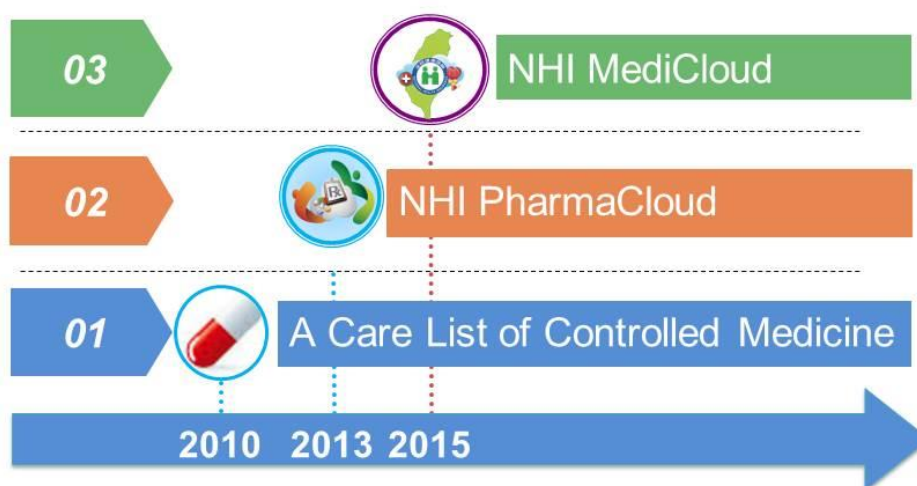 03
NHI MediCloud
02
NHI PharmaCloud
01
A Care List of Controlled Medicine
2010 2013 2015